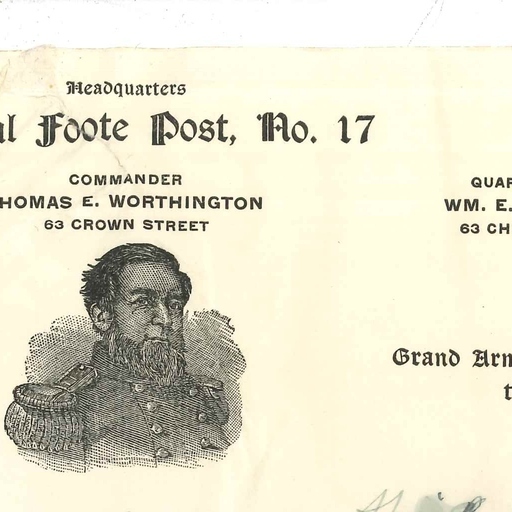 Headquarters
al Foote Post, No. 17
COMMANDER
HOMAS E. WORTHINGTON
63 CROWN STREET
QUAR
WM. E.
63 CH
Grand Arm
t